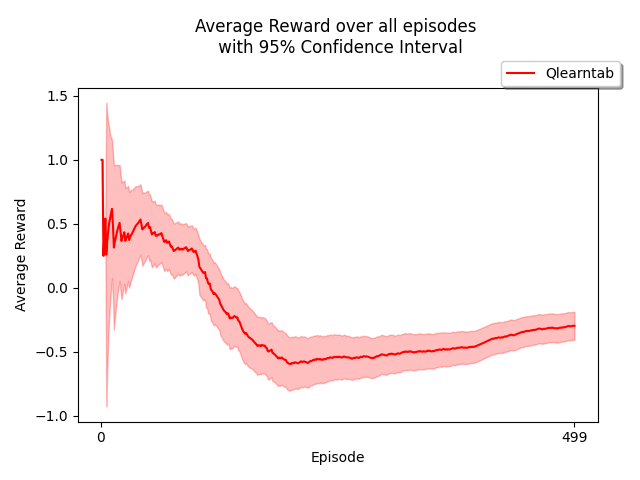 Average Reward over all episodes
with 95% Confidence Interval
Qlearntab
1.5
1.0
0.5
0.0
−0.5
−1.0
Average Reward
0
499
Episode